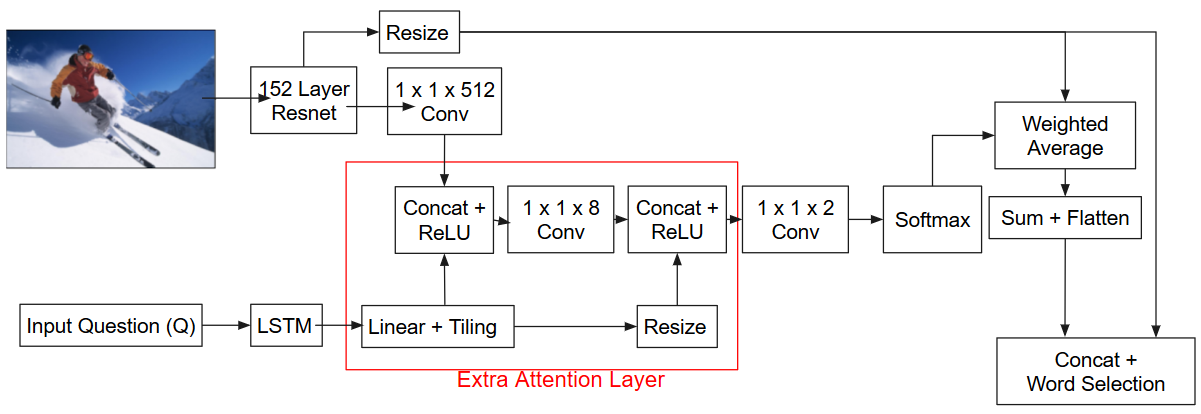 Resize
152 Layer
Resnet
1 x 1 x 512
Conv
Weighted
Average
Concat +
ReLU
1 x 1 x 8
Conv
Concat +
ReLU
1 x 1 x 2
Conv
Softmax
Sum + Flatten
Input Question (Q)
LSTM
Linear + Tiling
Resize
Concat +
Word Selection
Extra Attention Layer